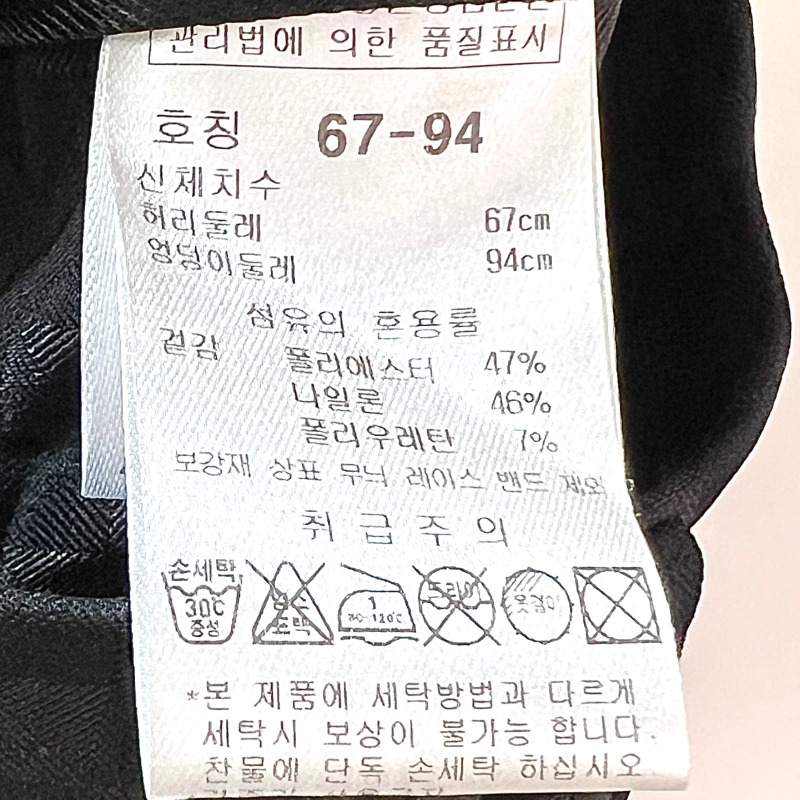 관리법에 의한 품질표시
호칭 67-94
신체치수
허리둘레 67cm
엉덩이둘레 94cm
섬유의 혼용률
겉감 폴리에스터 47%
나일론 46%
폴리우레탄 7%
보강재 상표 무늬 레이스 밴드 제외
취급주의
손세탁
30℃
중성
염소
표백
1
80~120℃
드라이
옷걸이
*본 제품에 세탁방법과 다르게
세탁시 보상이 불가능 합니다.
찬물에 단독 손세탁 하십시오